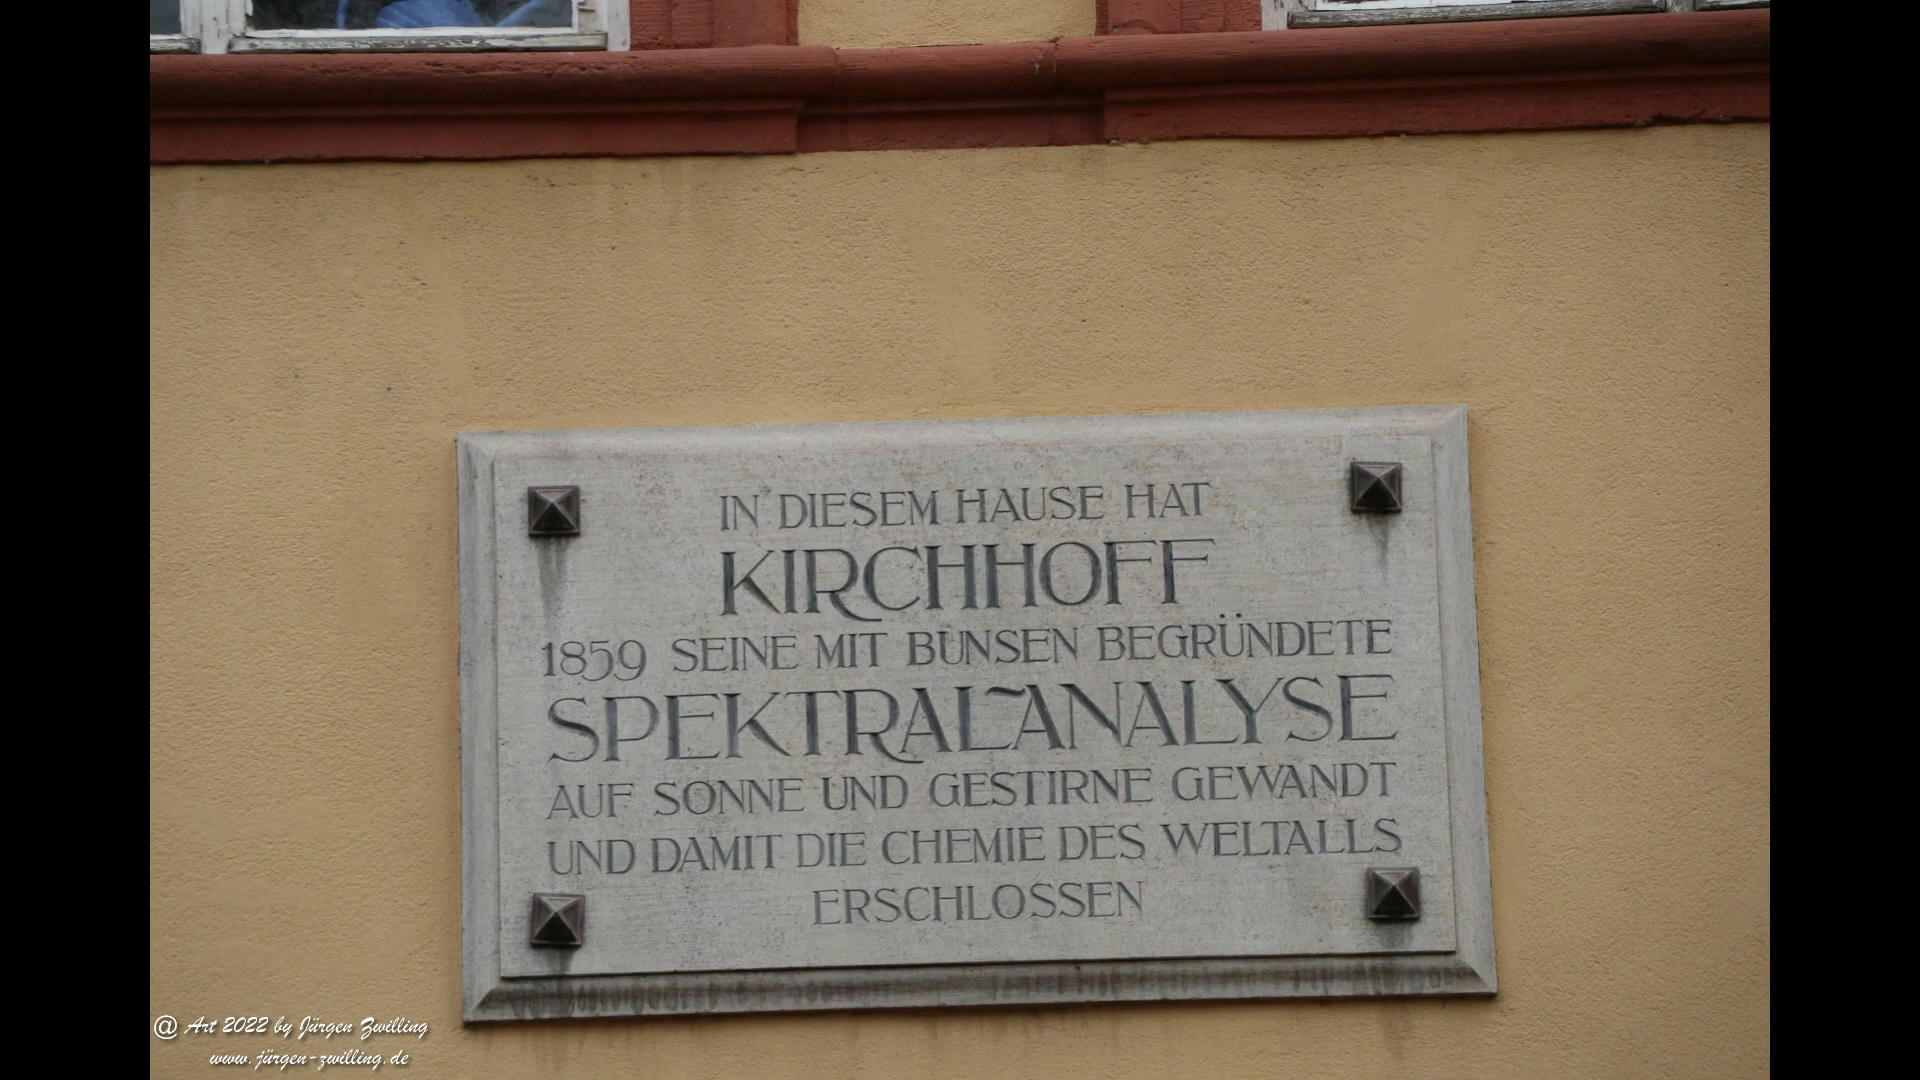 IN DIESEM HAUSE HAT
KIRCHHOFF
1859 SEINE MIT BUNSEN BEGRÜNDETE
SPEKTRAL-ANALYSE
AUF SONNE UND GESTIRNE GEWANDT
UND DAMIT DIE CHEMIE DES WELTALLS
ERSCHLOSSEN
@ Art 2022 by Jürgen Zwilling
www.jürgen-zwilling.de